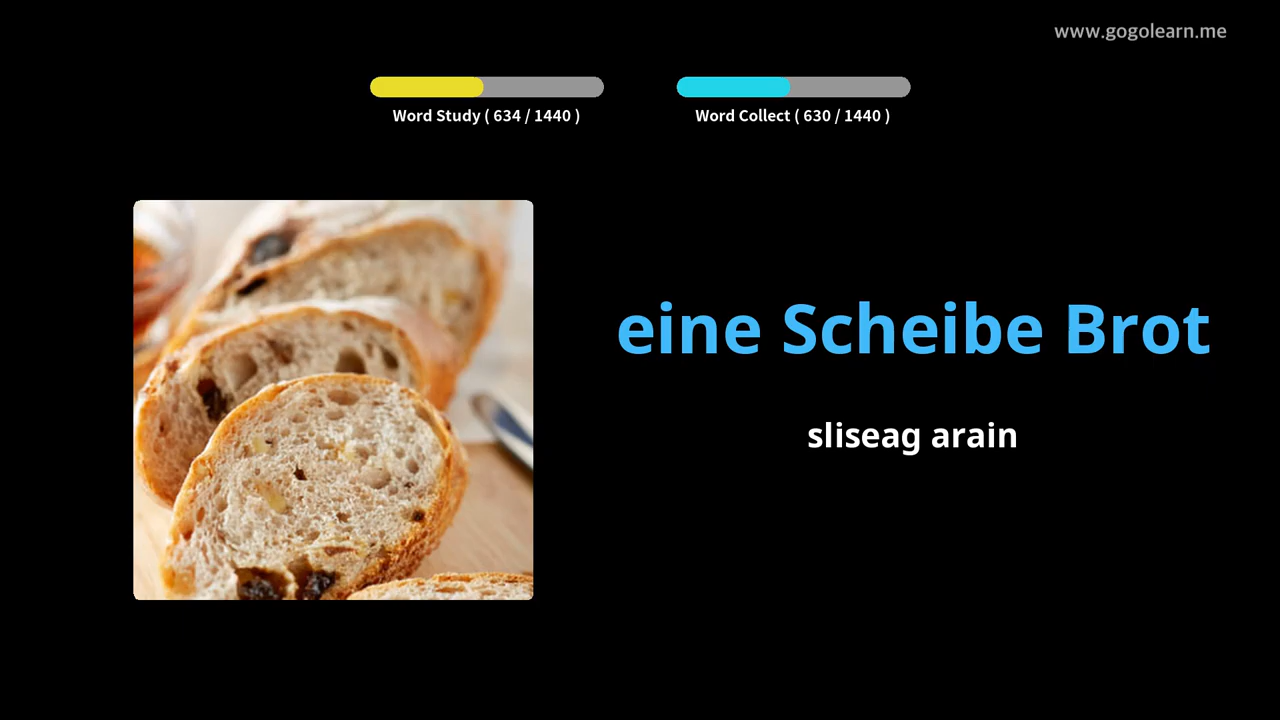 www.gogolearn.me
Word Study ( 634 / 1440 )
Word Collect ( 630 / 1440 )
eine Scheibe Brot
sliseag arain